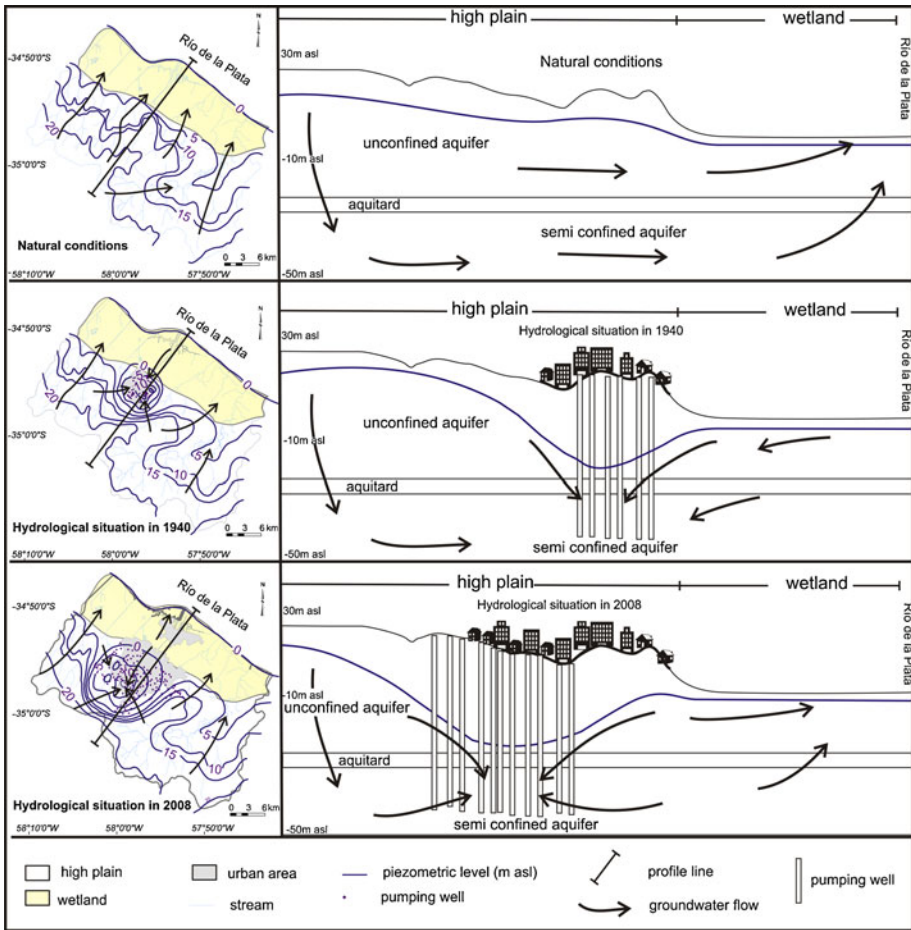 high plain
wetland
N
Río de la Plata
-34°50'0"S
30m asl
Natural conditions
Río de la Plata
0
20
5
10
unconfined aquifer
-10m asl
-35°0'0"S
15
aquitard
semi confined aquifer
Natural conditions
0 3 6 km
-50m asl
58°10'0"W
58°0'0"W
57°50'0"W
high plain
wetland
N
Río de la Plata
Hydrological situation in 1940
-34°50'0"S
30m asl
Río de la Plata
0
0
20
unconfined aquifer
-10m asl
-35°0'0"S
5
15
10
aquitard
Hydrological situation in 1940
0 3 6 km
semi confined aquifer
-50m asl
58°10'0"W
58°0'0"W
57°50'0"W
high plain
wetland
N
Río de la Plata
Hydrological situation in 2008
-34°50'0"S
30m asl
Río de la Plata
0
0
0
20
-10m asl
unconfined aquifer
-35°0'0"S
5
15
10
aquitard
Hydrological situation in 2008
0 3 6 km
semi confined aquifer
-50m asl
58°10'0"W
58°0'0"W
57°50'0"W
high plain
urban area
piezometric level (m asl)
profile line
pumping well
wetland
stream
pumping well
groundwater flow